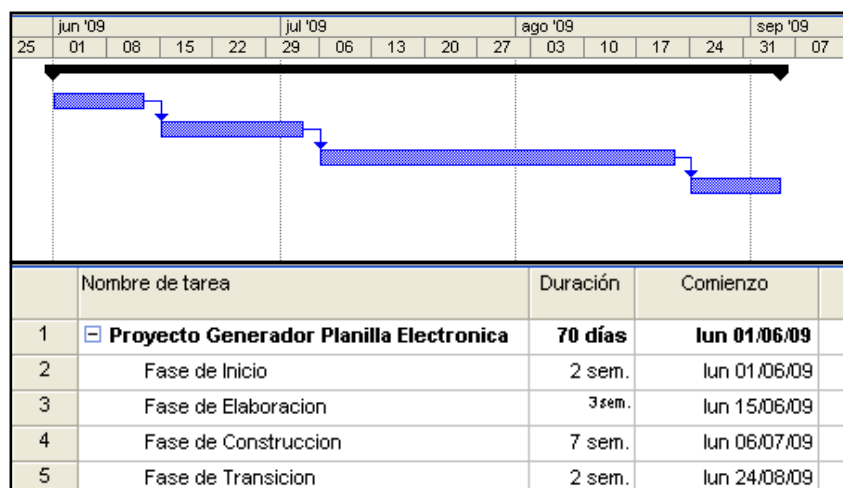 jun '09 jul '09 ago '09 sep '09
25 01 08 15 22 29 06 13 20 27 03 10 17 24 31 07
Nombre de tarea Duración Comienzo
1 Proyecto Generador Planilla Electronica 70 días lun 01/06/09
2 Fase de Inicio 2 sem. lun 01/06/09
3 Fase de Elaboracion 3 sem. lun 15/06/09
4 Fase de Construccion 7 sem. lun 06/07/09
5 Fase de Transicion 2 sem. lun 24/08/09